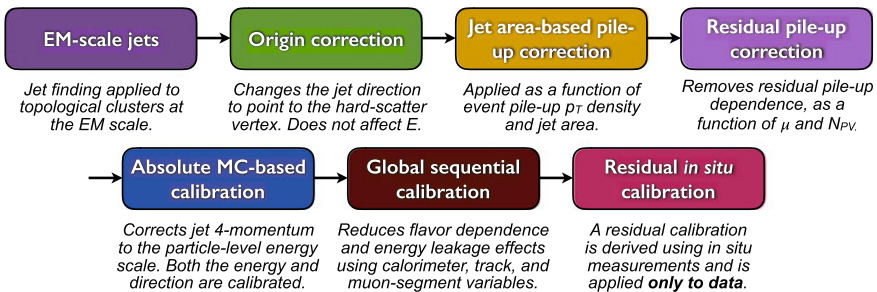 EM-scale jets
Origin correction
Jet area-based pile-
up correction
Residual pile-up
correction
Jet finding applied to
topological clusters at
the EM scale.
Changes the jet direction
to point to the hard-scatter
vertex. Does not affect E.
Applied as a function of
event pile-up pT density
and jet area.
Removes residual pile-up
dependence, as a
function of μ and NPV.
Absolute MC-based
calibration
Global sequential
calibration
Residual in situ
calibration
Corrects jet 4-momentum
to the particle-level energy
scale. Both the energy and
direction are calibrated.
Reduces flavor dependence
and energy leakage effects
using calorimeter, track, and
muon-segment variables.
A residual calibration
is derived using in situ
measurements and is
applied only to data.